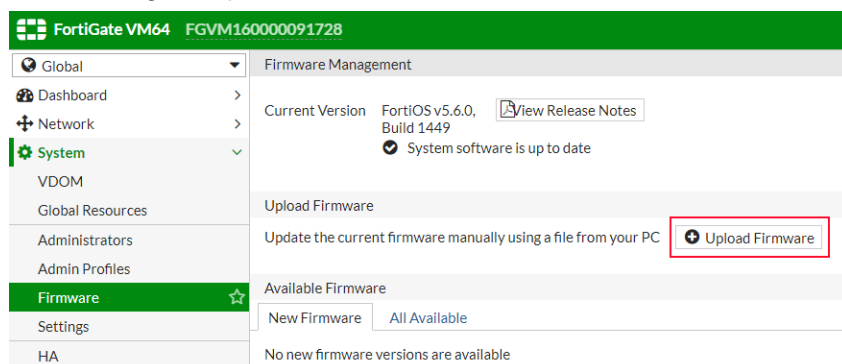 FortiGate VM64 FGVM160000091728
Global
Dashboard
Network
System
VDOM
Global Resources
Administrators
Admin Profiles
Firmware
Settings
HA
Firmware Management
Current Version FortiOS v5.6.0, View Release Notes
Build 1449
System software is up to date
Upload Firmware
Update the current firmware manually using a file from your PC Upload Firmware
Available Firmware
New Firmware All Available
No new firmware versions are available